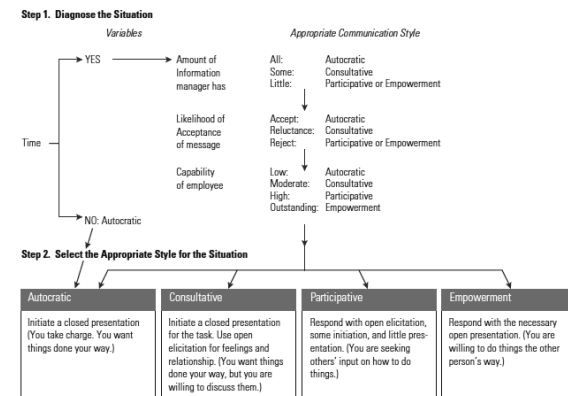 Step 1. Diagnose the Situation
Variables
Appropriate Communication Style
YES
Amount of
Information
manager has
All: Autocratic
Some: Consultative
Little: Participative or Empowerment
Time
Likelihood of
Acceptance
of message
Accept: Autocratic
Reluctance: Consultative
Reject: Participative or Empowerment
Capability
of employee
Low: Autocratic
Moderate: Consultative
High: Participative
Outstanding: Empowerment
NO: Autocratic
Step 2. Select the Appropriate Style for the Situation
Autocratic
Initiate a closed presentation
(You take charge. You want
things done your way.)
Consultative
Initiate a closed presentation
for the task. Use open
elicitation for feelings and
relationship. (You want things
done your way, but you are
willing to discuss them.)
Participative
Respond with open elicitation,
some initiation, and little pres-
entation. (You are seeking
others' input on how to do
things.)
Empowerment
Respond with the necessary
open presentation. (You are
willing to do things the other
person's way.)